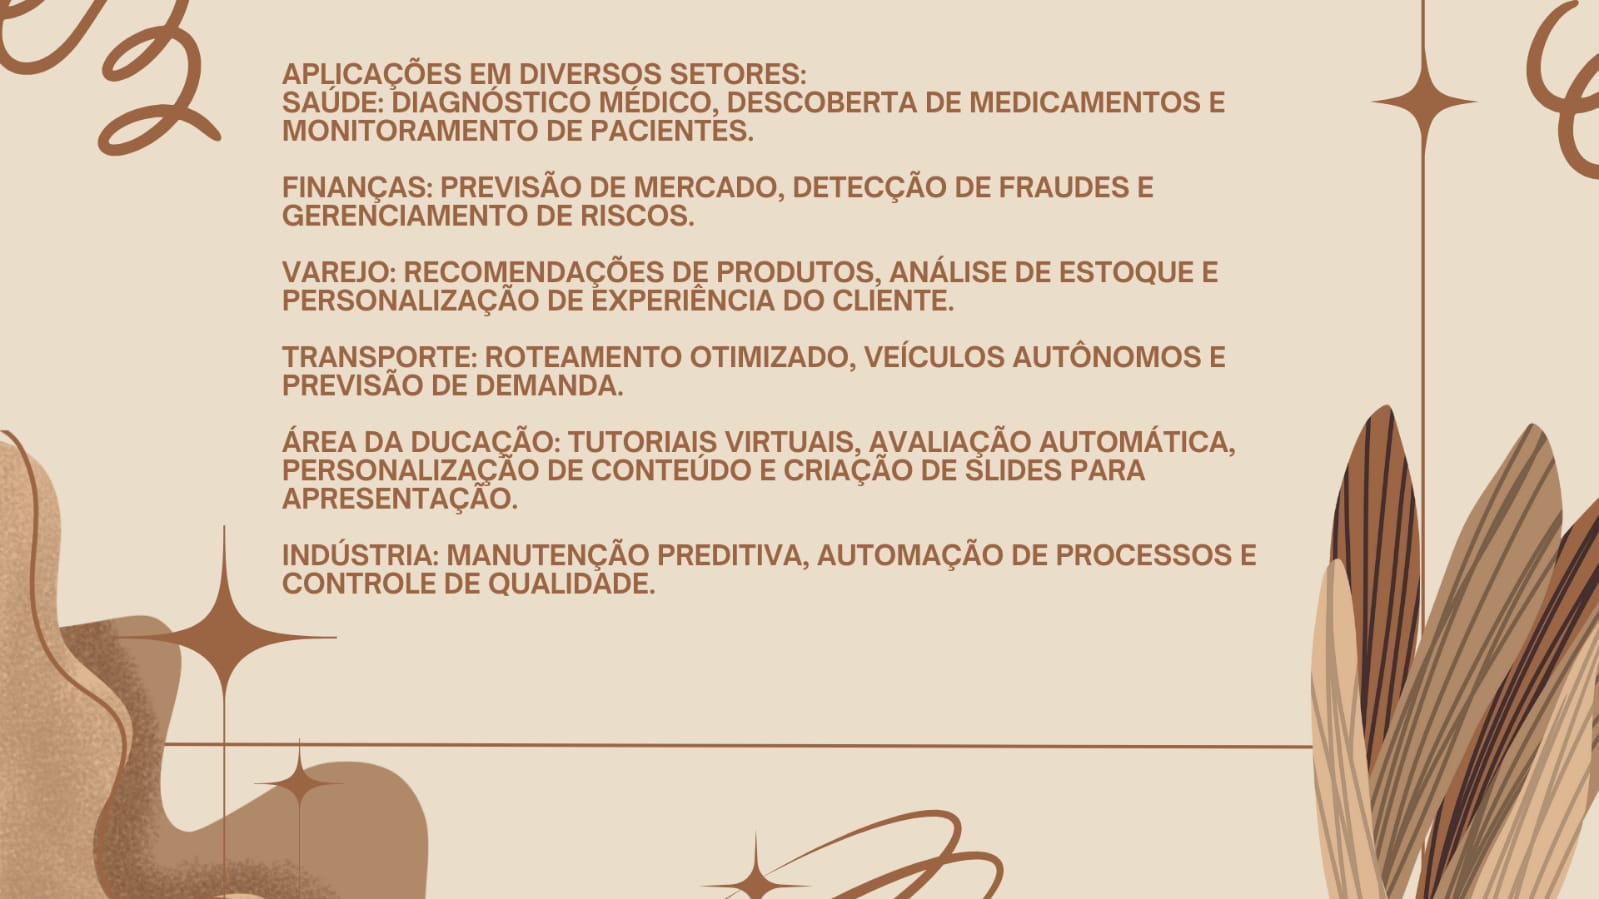 APLICAÇÕES EM DIVERSOS SETORES:
SAÚDE: DIAGNÓSTICO MÉDICO, DESCOBERTA DE MEDICAMENTOS E
MONITORAMENTO DE PACIENTES.
FINANÇAS: PREVISÃO DE MERCADO, DETECÇÃO DE FRAUDES E
GERENCIAMENTO DE RISCOS.
VAREJO: RECOMENDAÇÕES DE PRODUTOS, ANÁLISE DE ESTOQUE E
PERSONALIZAÇÃO DE EXPERIÊNCIA DO CLIENTE.
TRANSPORTE: ROTEAMENTO OTIMIZADO, VEÍCULOS AUTÔNOMOS E
PREVISÃO DE DEMANDA.
ÁREA DA DUCAÇÃO: TUTORIAIS VIRTUAIS, AVALIAÇÃO AUTOMÁTICA,
PERSONALIZAÇÃO DE CONTEÚDO E CRIAÇÃO DE SLIDES PARA
APRESENTAÇÃO.
INDÚSTRIA: MANUTENÇÃO PREDITIVA, AUTOMAÇÃO DE PROCESSOS E
CONTROLE DE QUALIDADE.